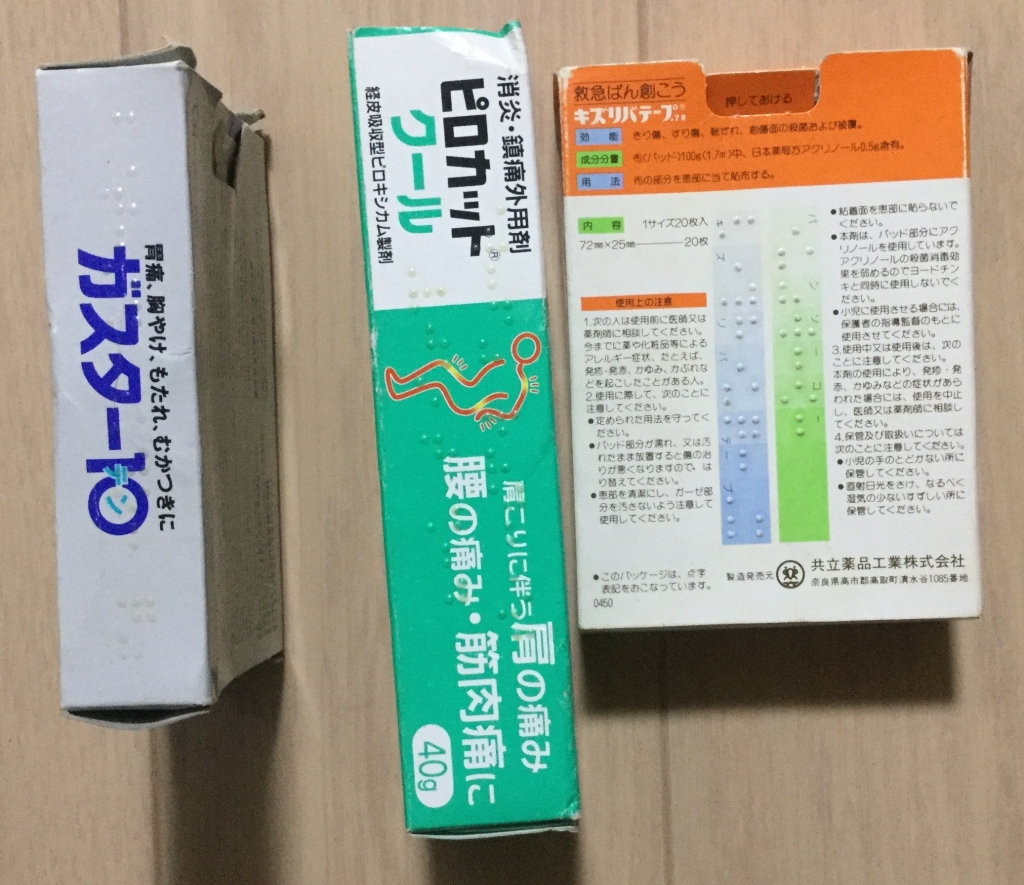 胃痛、胸やけ、もたれ、むかつきに
ガスター10
テン
消炎・鎮痛外用剤
ピロカット®
クール
経皮吸収型ピロキシカム製剤
肩こりに伴う肩の痛み
腰の痛み・筋肉痛に
40g
救急ばん創こう
キズリバテープ®
押してあける
効能 きり傷、すり傷、靴ずれ、創傷面の殺菌および被覆。
成分分量 布(パッド)100g(1.7㎡)中、日本薬局方アクリノール0.5g含有。
用法 布の部分を患部に当て貼布する。
内容 1サイズ20枚入
72㎜×25㎜ 20枚
使用上の注意
1.次の人は使用前に医師又は
薬剤師に相談してください。
今までに薬や化粧品等による
アレルギー症状、たとえば、
発疹・発赤、かゆみ、かぶれな
どを起こしたことがある人。
2.使用に際して、次のことに
注意してください。
●定められた用法を守ってく
ださい。
●パッド部分が濡れ、又は汚
れたまま放置すると傷の治
りが悪くなりますので、は
り替えてください。
●患部を清潔にし、ガーゼ部
分を汚さないよう注意して
使用してください。
キズリバテープ
バンソーコー
●粘着面を患部に貼らないで
ください。
●本剤は、パッド部分にアク
リノールを使用しています。
アクリノールの殺菌消毒効
果を弱めるのでヨードチン
キと同時に使用しないでく
ださい。
●小児に使用させる場合には、
保護者の指導監督のもとに
使用させてください。
3.使用中又は使用後は、次の
ことに注意してください。
本剤の使用により、発疹・発
赤、かゆみなどの症状があら
われた場合には、使用を中止
し、医師又は薬剤師に相談し
てください。
4.保管及び取扱いについては
次のことに注意してください。
●小児の手のとどかない所に
保管してください。
●直射日光をさけ、なるべく
湿気の少ないすずしい所に
保管してください。
●このパッケージは、点字
表記をおこなっています。
0450
製造発売元 共立薬品工業株式会社
奈良県高市郡高取町清水谷1085番地